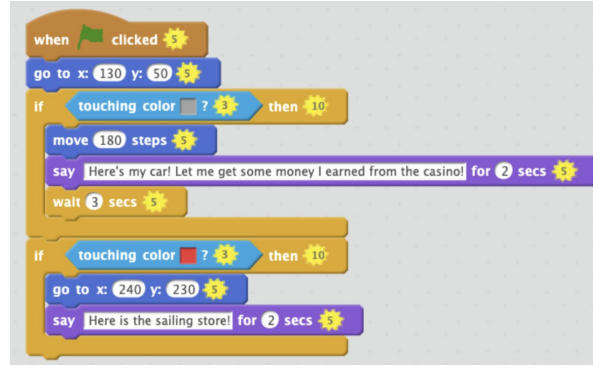 when clicked 5
go to x: 130 y: 50 5
if touching color ? 3 then 10
move 180 steps 5
say Here's my car! Let me get some money I earned from the casino! for 2 secs 5
wait 3 secs 5
if touching color ? 3 then 10
go to x: 240 y: 230 5
say Here is the sailing store! for 2 secs 5